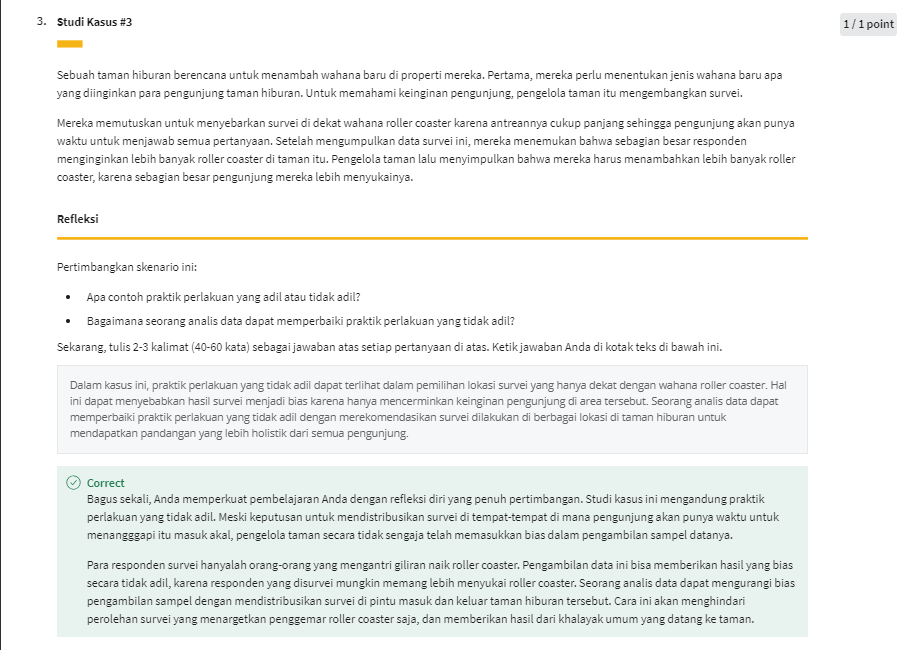 3. Studi Kasus #3
1 / 1 point
Sebuah taman hiburan berencana untuk menambah wahana baru di properti mereka. Pertama, mereka perlu menentukan jenis wahana baru apa
yang diinginkan para pengunjung taman hiburan. Untuk memahami keinginan pengunjung, pengelola taman itu mengembangkan survei.
Mereka memutuskan untuk menyebarkan survei di dekat wahana roller coaster karena antreannya cukup panjang sehingga pengunjung akan punya
waktu untuk menjawab semua pertanyaan. Setelah mengumpulkan data survei ini, mereka menemukan bahwa sebagian besar responden
menginginkan lebih banyak roller coaster di taman itu. Pengelola taman lalu menyimpulkan bahwa mereka harus menambahkan lebih banyak roller
coaster, karena sebagian besar pengunjung mereka lebih menyukainya.
Refleksi
Pertimbangkan skenario ini:
• Apa contoh praktik perlakuan yang adil atau tidak adil?
• Bagaimana seorang analis data dapat memperbaiki praktik perlakuan yang tidak adil?
Sekarang, tulis 2-3 kalimat (40-60 kata) sebagai jawaban atas setiap pertanyaan di atas. Ketik jawaban Anda di kotak teks di bawah ini.
Dalam kasus ini, praktik perlakuan yang tidak adil dapat terlihat dalam pemilihan lokasi survei yang hanya dekat dengan wahana roller coaster. Hal
ini dapat menyebabkan hasil survei menjadi bias karena hanya mencerminkan keinginan pengunjung di area tersebut. Seorang analis data dapat
memperbaiki praktik perlakuan yang tidak adil dengan merekomendasikan survei dilakukan di berbagai lokasi di taman hiburan untuk
mendapatkan pandangan yang lebih holistik dari semua pengunjung.
Correct
Bagus sekali, Anda memperkuat pembelajaran Anda dengan refleksi diri yang penuh pertimbangan. Studi kasus ini mengandung praktik
perlakuan yang tidak adil. Meski keputusan untuk mendistribusikan survei di tempat-tempat di mana pengunjung akan punya waktu untuk
menangggapi itu masuk akal, pengelola taman secara tidak sengaja telah memasukkan bias dalam pengambilan sampel datanya.
Para responden survei hanyalah orang-orang yang mengantri giliran naik roller coaster. Pengambilan data ini bisa memberikan hasil yang bias
secara tidak adil, karena responden yang disurvei mungkin memang lebih menyukai roller coaster. Seorang analis data dapat mengurangi bias
pengambilan sampel dengan mendistribusikan survei di pintu masuk dan keluar taman hiburan tersebut. Cara ini akan menghindari
perolehan survei yang menargetkan penggemar roller coaster saja, dan memberikan hasil dari khalayak umum yang datang ke taman.